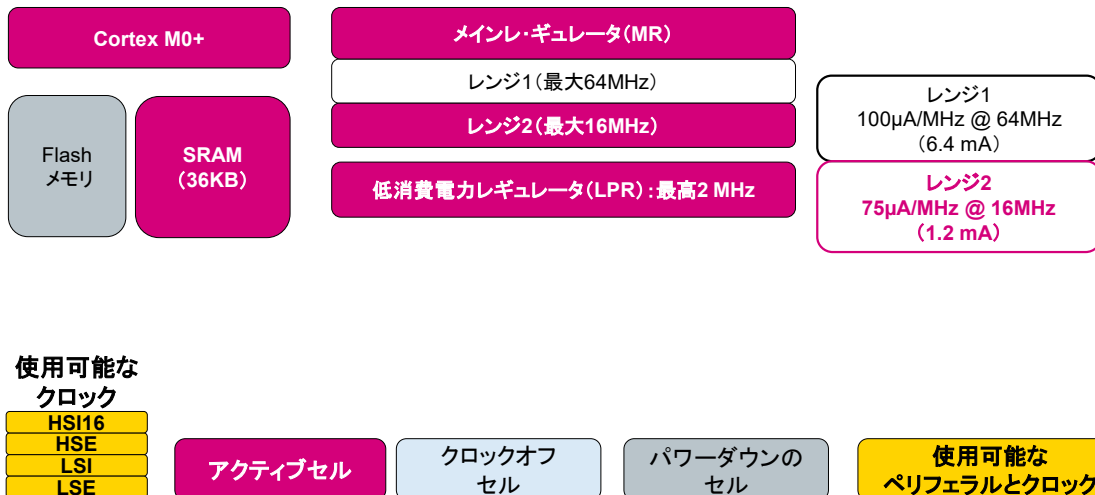 Cortex M0+
メインレ・ギュレータ（MR）
レンジ1（最大64MHz）
レンジ2（最大16MHz）
低消費電力レギュレータ（LPR）：最高2 MHz
Flash
メモリ
SRAM
（36KB）
レンジ1
100µA/MHz @ 64MHz
（6.4 mA）
レンジ2
75µA/MHz @ 16MHz
（1.2 mA）
使用可能な
クロック
HSI16
HSE
LSI
LSE
アクティブセル
クロックオフ
セル
パワーダウンの
セル
使用可能な
ペリフェラルとクロック